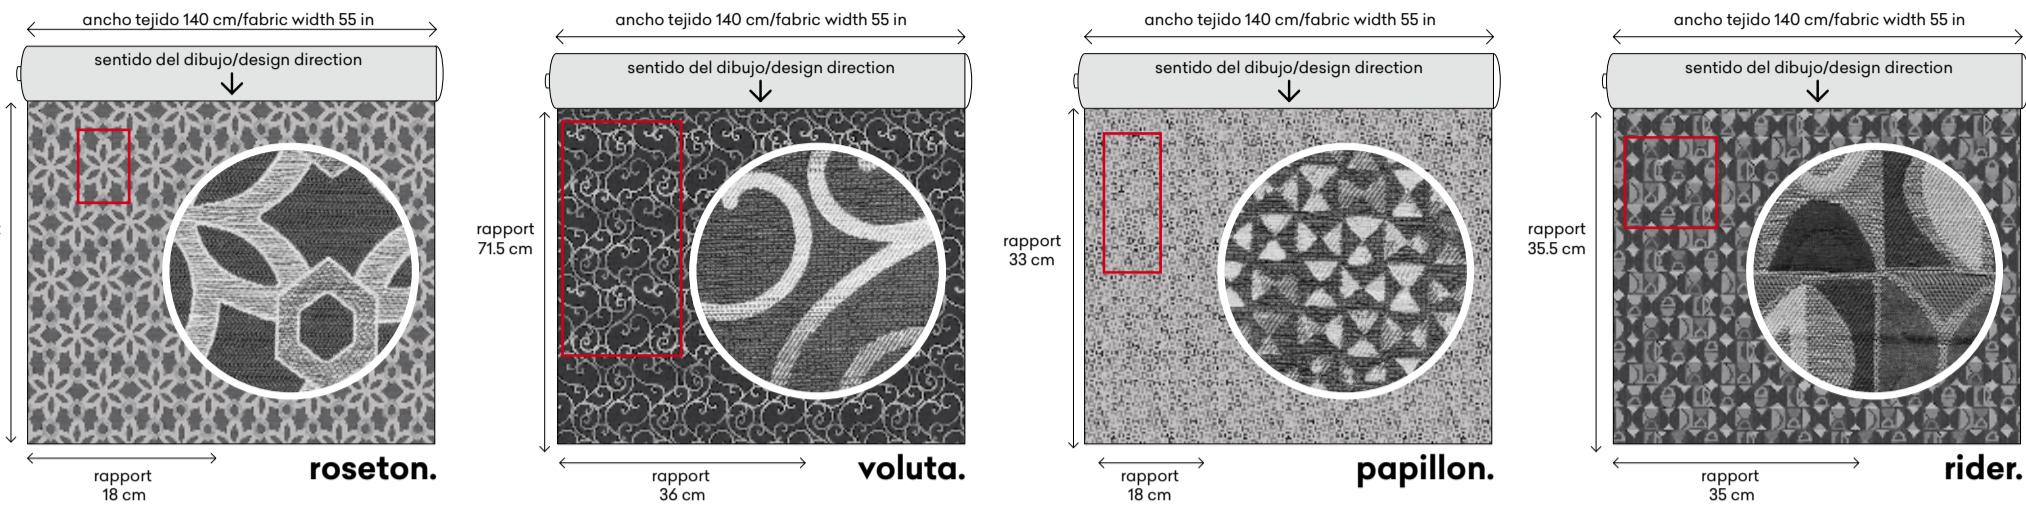 ancho tejido 140 cm/fabric width 55 in
sentido del dibujo/design direction
rapport
18 cm
roseton.
ancho tejido 140 cm/fabric width 55 in
sentido del dibujo/design direction
rapport
71.5 cm
rapport
36 cm
voluta.
ancho tejido 140 cm/fabric width 55 in
sentido del dibujo/design direction
rapport
33 cm
rapport
18 cm
papillon.
ancho tejido 140 cm/fabric width 55 in
sentido del dibujo/design direction
rapport
35.5 cm
rapport
35 cm
rider.